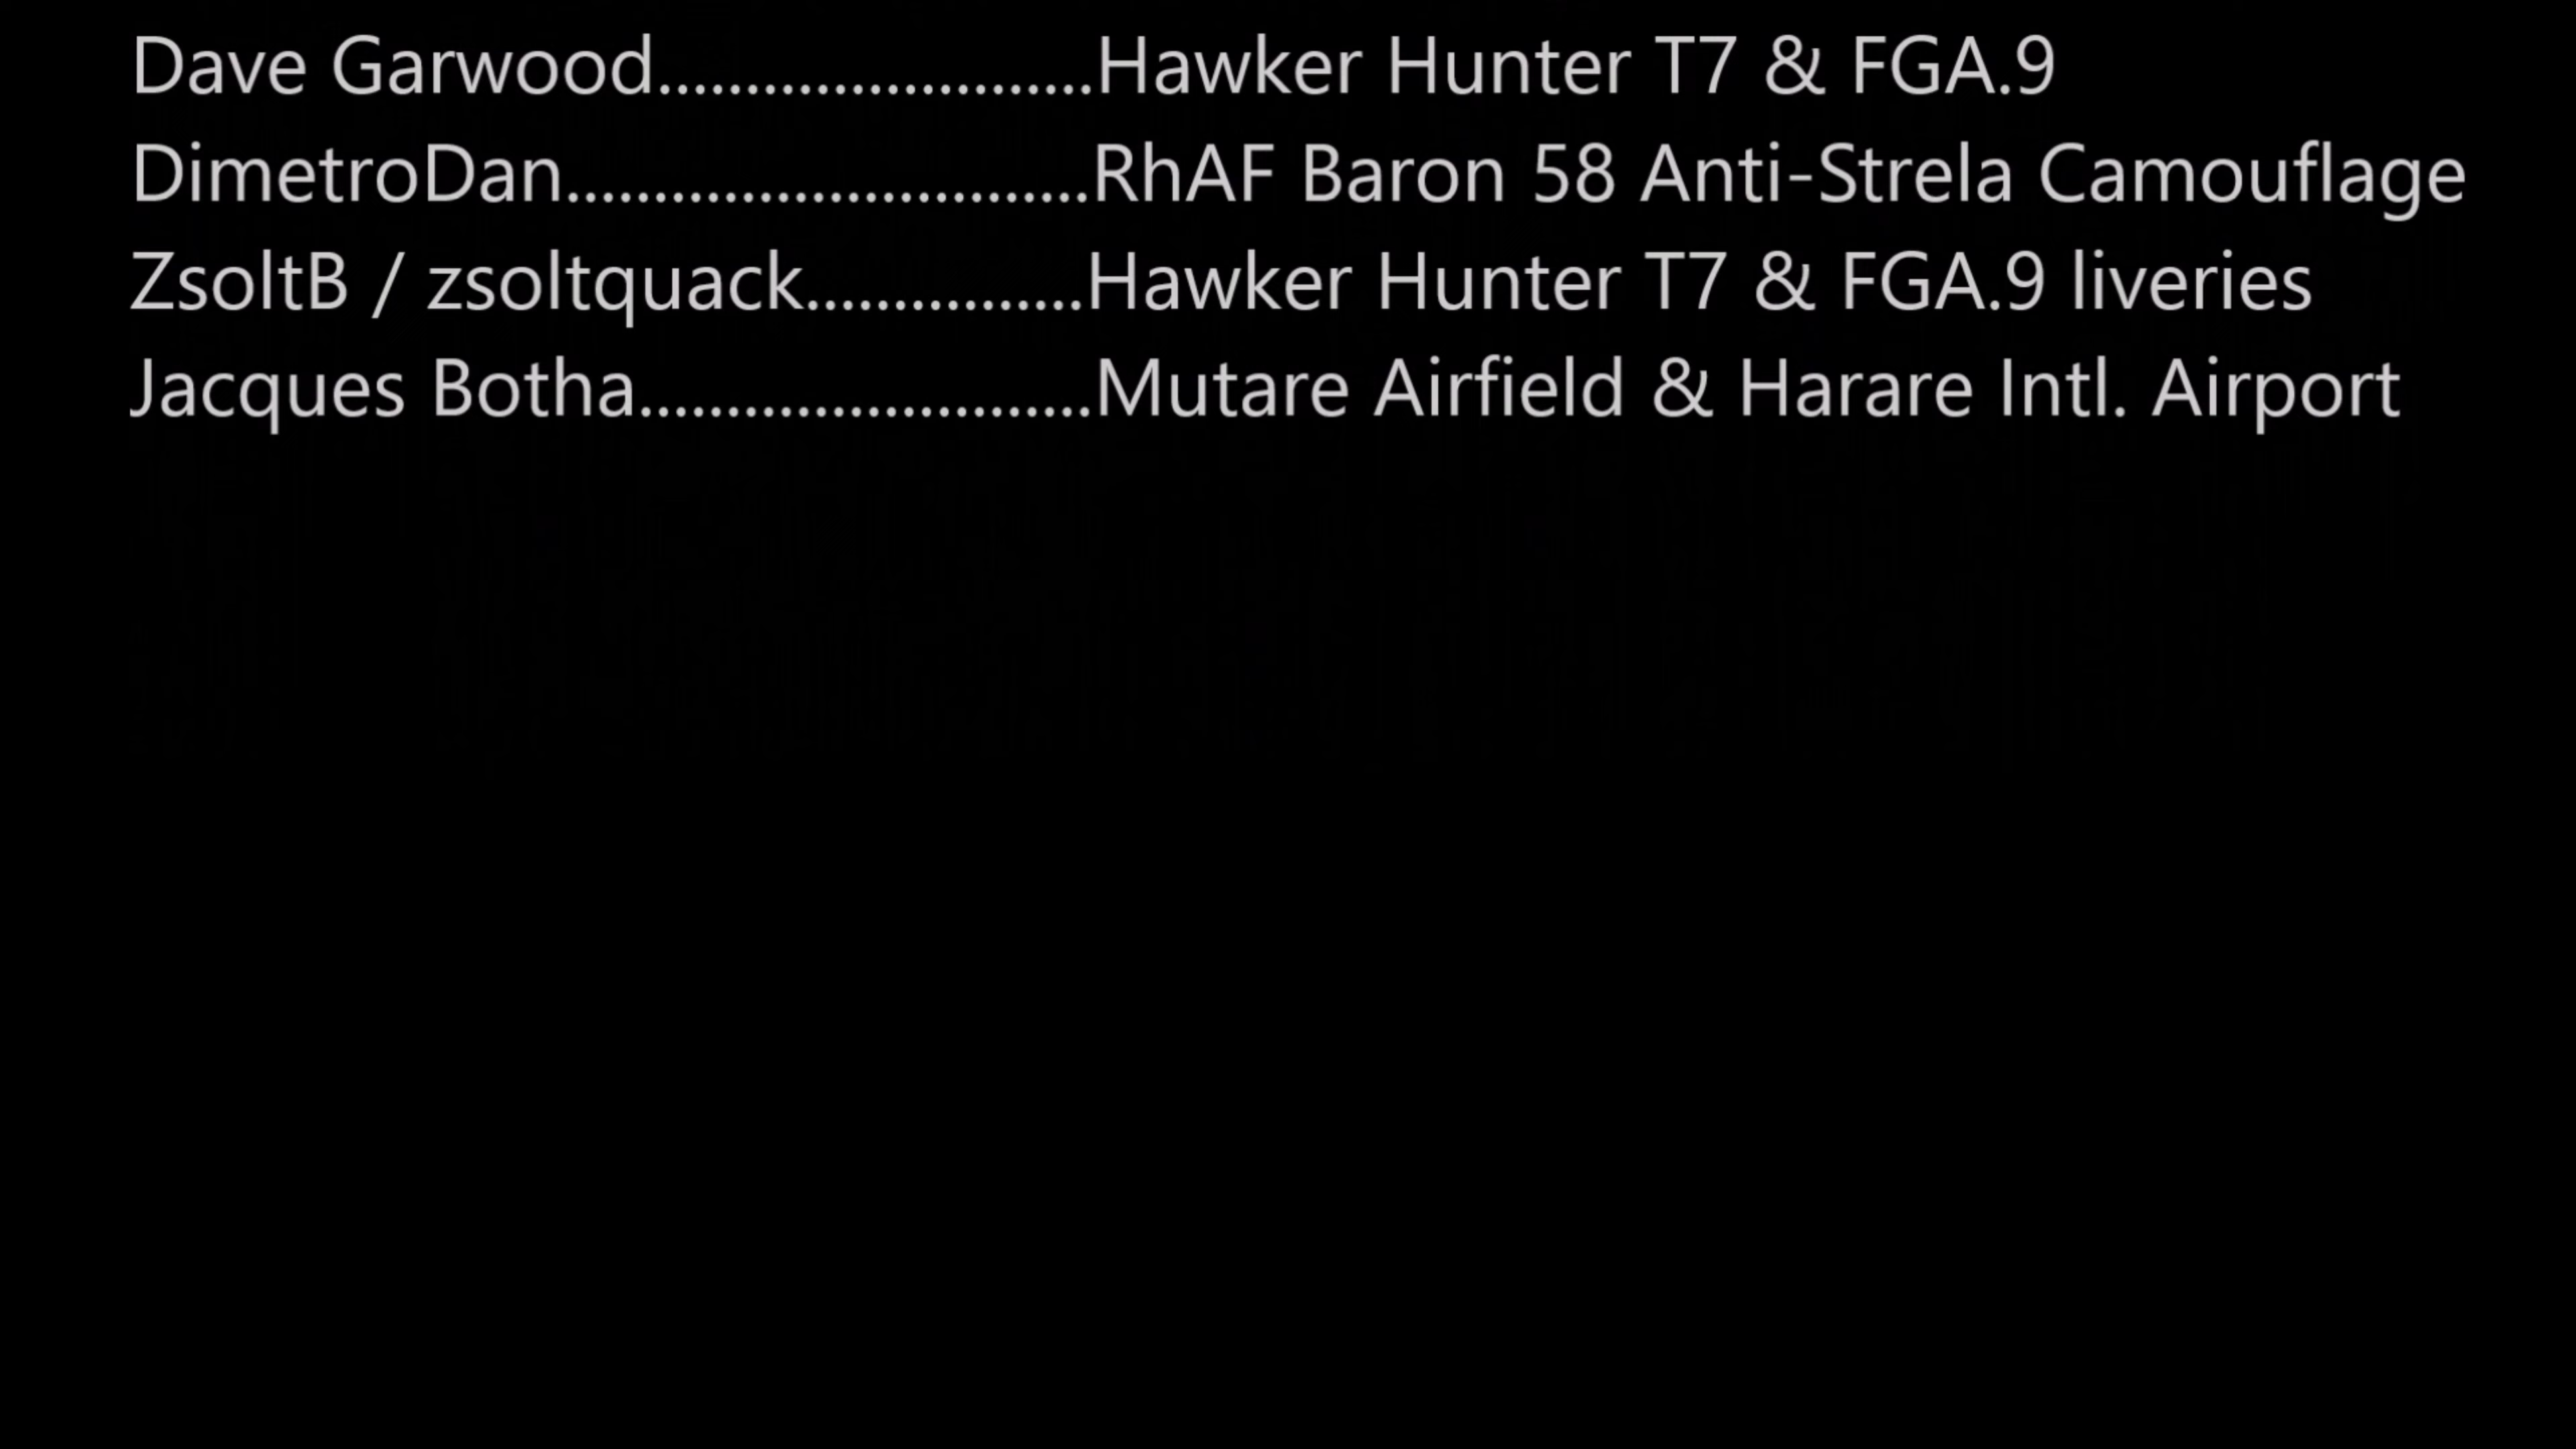 Dave Garwood.........................Hawker Hunter T7 & FGA.9
DimetroDan..............................RhAF Baron 58 Anti-Strela Camouflage
ZsoltB / zsoltquack................Hawker Hunter T7 & FGA.9 liveries
Jacques Botha..........................Mutare Airfield & Harare Intl. Airport